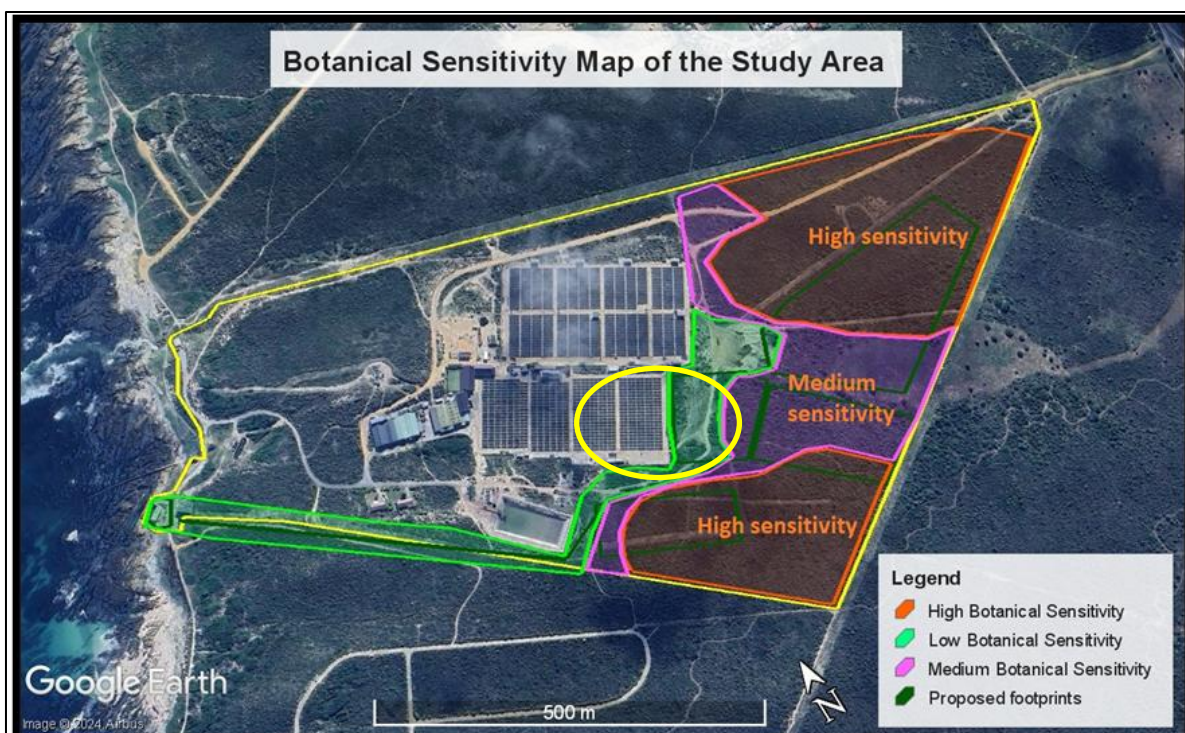 Botanical Sensitivity Map of the Study Area
High sensitivity
Medium
sensitivity
High sensitivity
Legend
High Botanical Sensitivity
Low Botanical Sensitivity
Medium Botanical Sensitivity
Proposed footprints
N
Google Earth
500 m
Image © 2024 Airbus